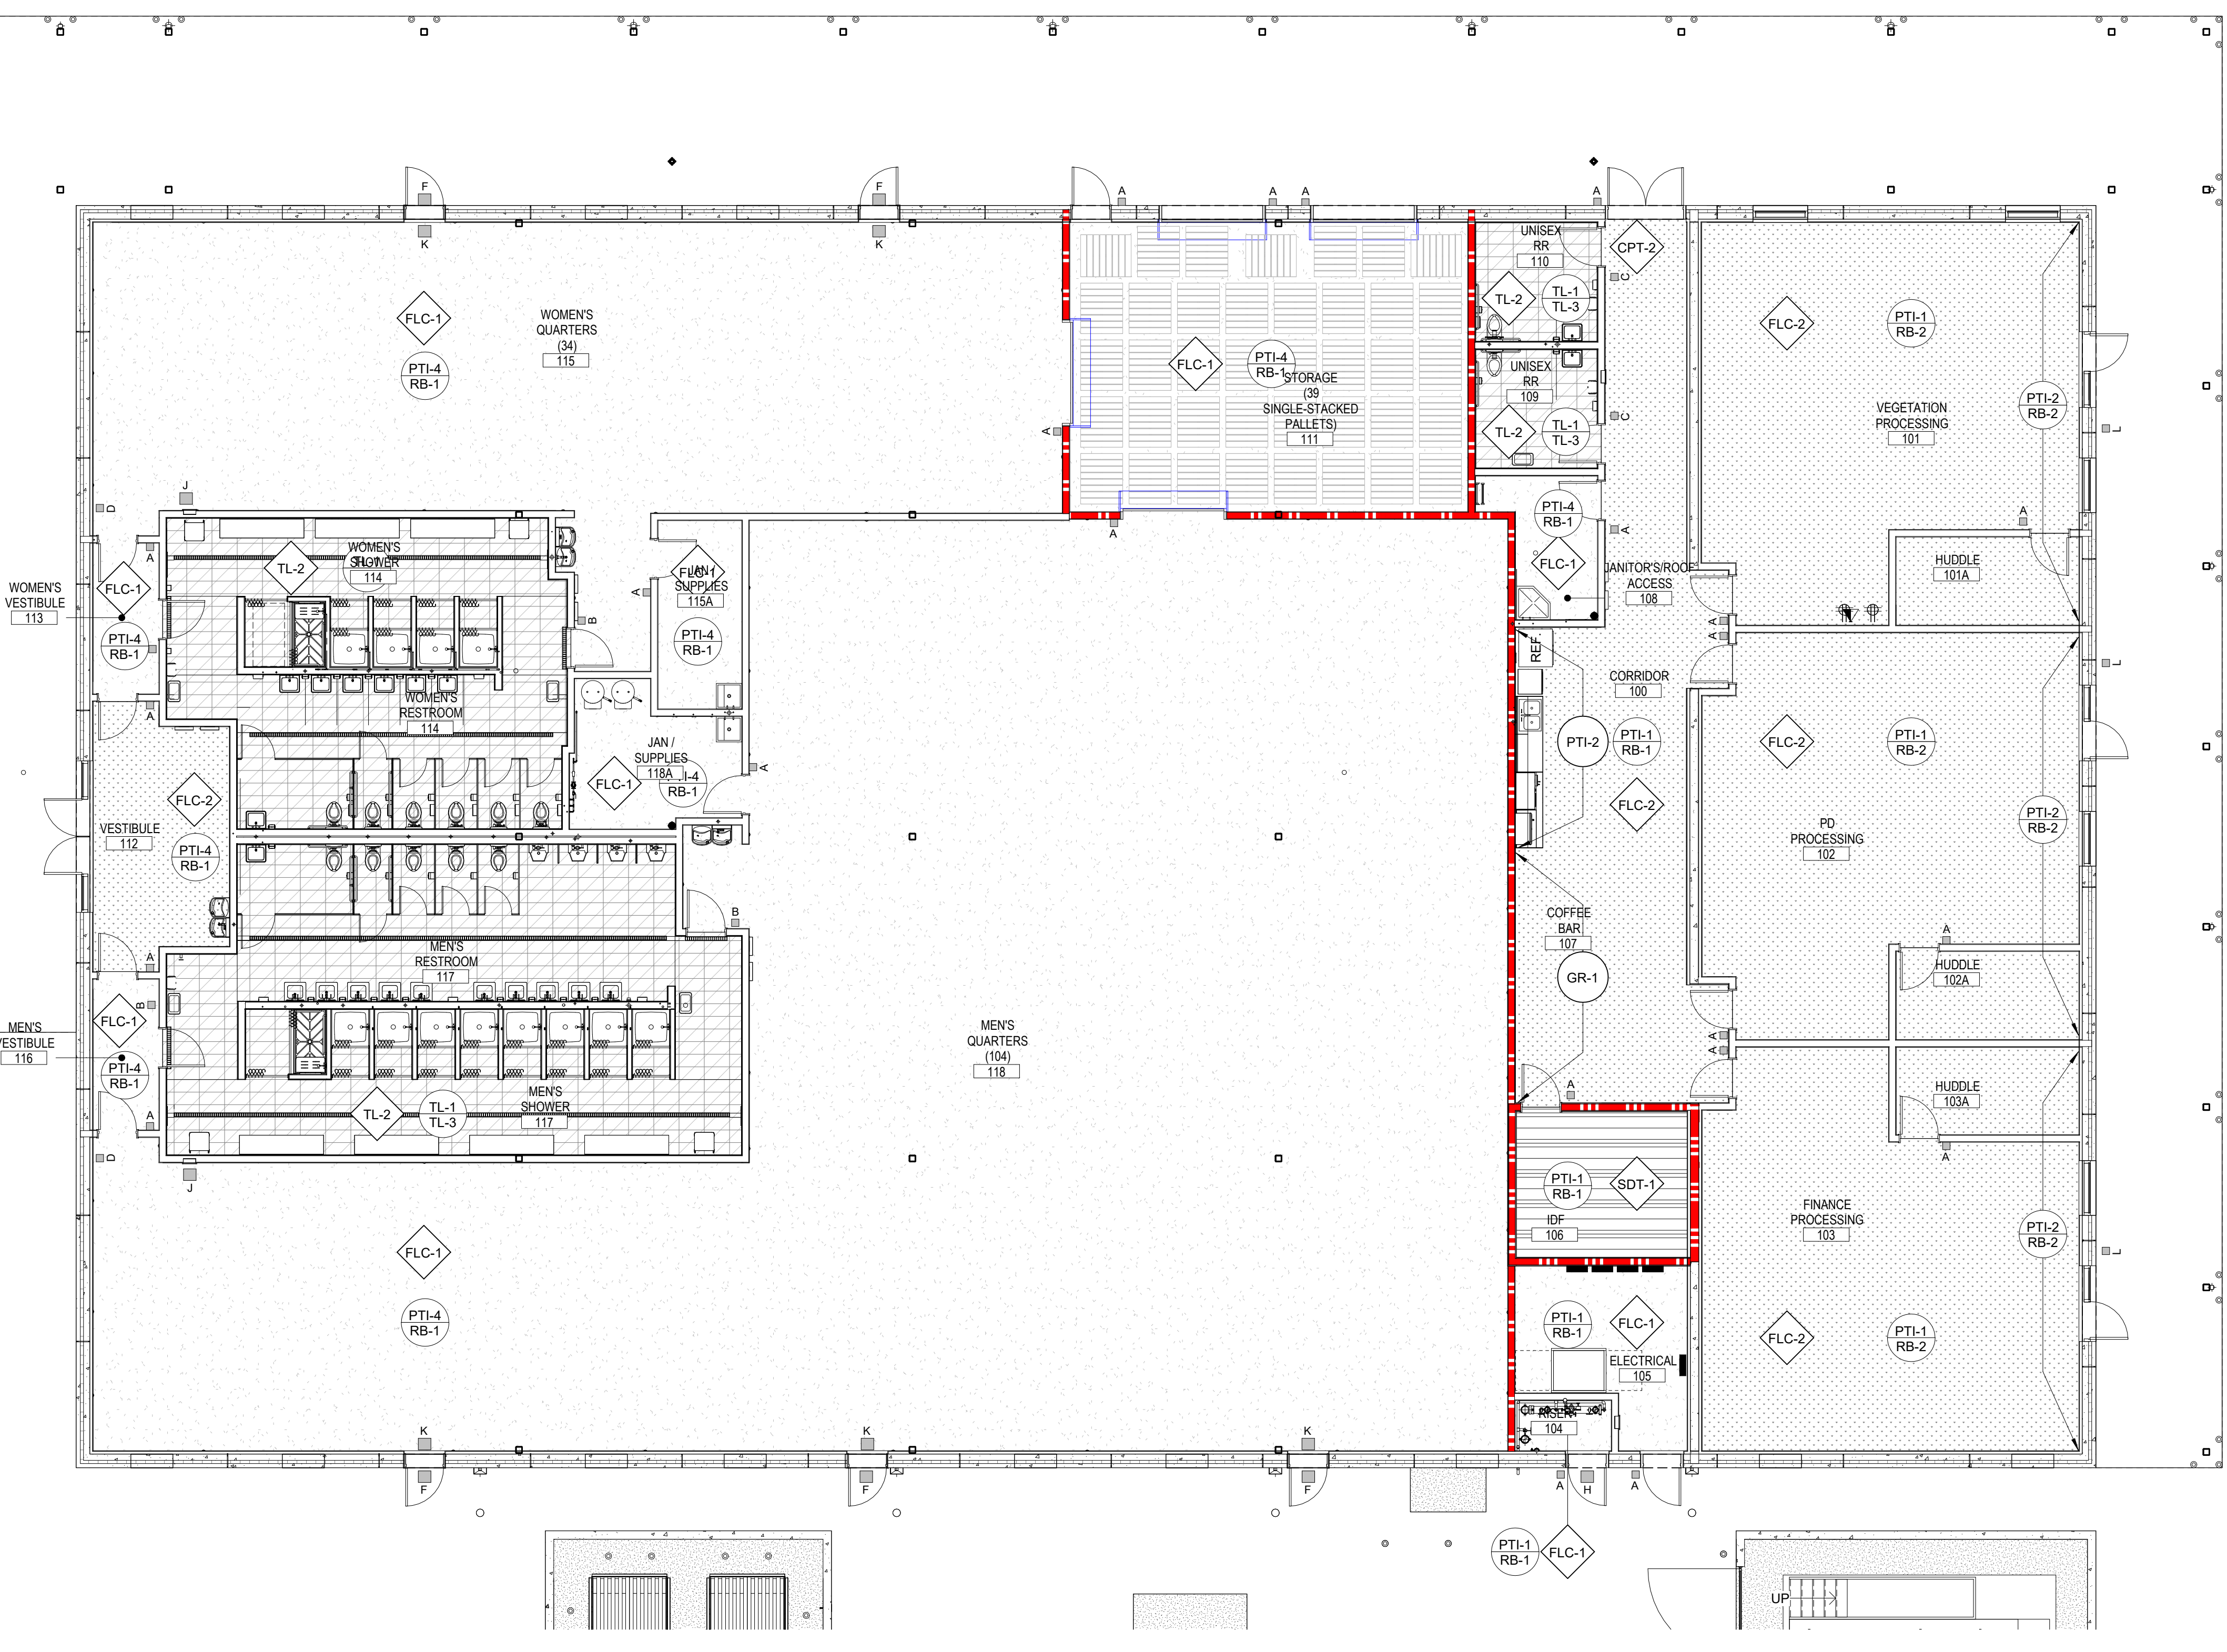 F
F
A
A
A
A
K
K
UNISEX
RR
110
CPT-2
TL-2
TL-1
TL-3
C
FLC-1
WOMEN'S
QUARTERS
(34)
115
PTI-4
RB-1
FLC-1
PTI-4
RB-1
STORAGE
(39
SINGLE-STACKED
PALLETS)
111
A
UNISEX
RR
109
TL-2
TL-1
TL-3
C
FLC-2
PTI-1
RB-2
VEGETATION
PROCESSING
101
PTI-2
RB-2
L
J
D
A
A
PTI-4
RB-1
FLC-1
A
JANITOR'S/ROOF
ACCESS
108
A
HUDDLE
101A
WOMEN'S
VESTIBULE
113
FLC-1
PTI-4
RB-1
TL-2
WOMEN'S
SHOWER
TL-1
114
B
A
FLC-1
JAN
SUPPLIES
115A
PTI-4
RB-1
A
A
A
REF
CORRIDOR
100
PTI-2
PTI-1
RB-1
FLC-2
L
WOMEN'S
RESTROOM
114
JAN /
SUPPLIES
118A
FLC-1
RB-1
A
FLC-2
VESTIBULE
112
PTI-4
RB-1
FLC-2
PTI-1
RB-2
PD
PROCESSING
102
PTI-2
RB-2
B
MEN'S
RESTROOM
117
COFFEE
BAR
107
GR-1
A
HUDDLE
102A
A
B
FLC-1
MEN'S
VESTIBULE
116
PTI-4
RB-1
A
D
J
TL-2
TL-1
TL-3
MEN'S
SHOWER
117
MEN'S
QUARTERS
(104)
118
A
A
A
HUDDLE
103A
A
PTI-1
RB-1
SDT-1
IDF
106
FINANCE
PROCESSING
103
PTI-2
RB-2
L
FLC-1
PTI-4
RB-1
PTI-1
RB-1
FLC-1
ELECTRICAL
105
FLC-2
PTI-1
RB-2
RISER
104
K
K
K
F
F
F
A
H
A
PTI-1
RB-1
FLC-1
UP